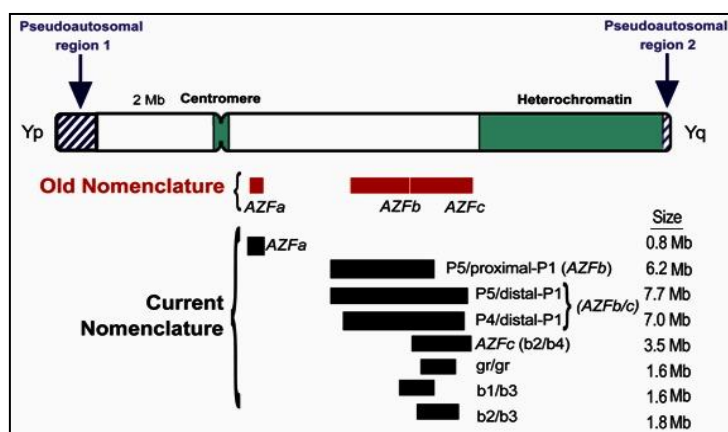 Pseudoautosomal
region 1
Pseudoautosomal
region 2
2 Mb
Centromere
Heterochromatin
Yp
Yq
Old Nomenclature
AZFa
AZFb
AZFc
Size
AZFa
0.8 Mb
P5/proximal-P1 (AZFb)
6.2 Mb
P5/distal-P1
7.7 Mb
(AZFb/c)
P4/distal-P1
7.0 Mb
Current
Nomenclature
AZFc (b2/b4)
3.5 Mb
gr/gr
1.6 Mb
b1/b3
1.6 Mb
b2/b3
1.8 Mb